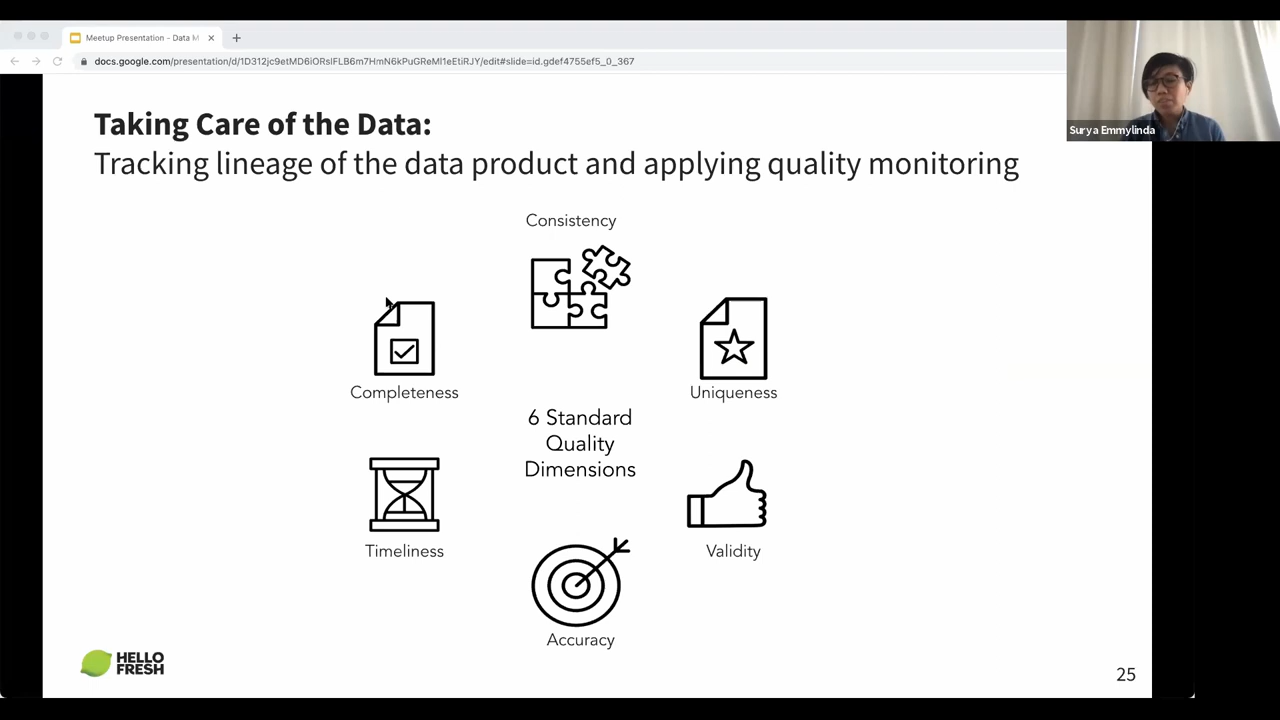 Meetup Presentation - Data M
docs.google.com/presentation/d/1D312jc9etMD6iORsIFLB6m7HmN6kPuGReMl1eEtiRJY/edit#slide=id.gdef4755ef5_0_367
Surya Emmylinda
Taking Care of the Data:
Tracking lineage of the data product and applying quality monitoring
Consistency
Completeness
Uniqueness
6 Standard
Quality
Dimensions
Timeliness
Validity
Accuracy
HELLO
FRESH
25